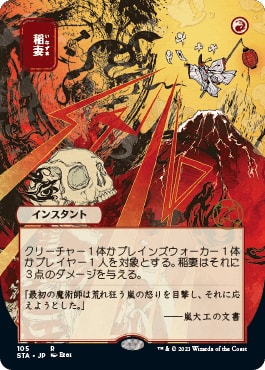 稲妻
いなずま
インスタント
クリーチャー1体かプレインズウォーカー1体
かプレイヤー1人を対象とする。稲妻はそれに
3点のダメージを与える。
「最初の魔術師は荒れ狂う嵐の怒りを目撃し、それに応
えようとした。」
——嵐大工の文書
105 R
STA・JP
™ & © 2021 Wizards of the Coast